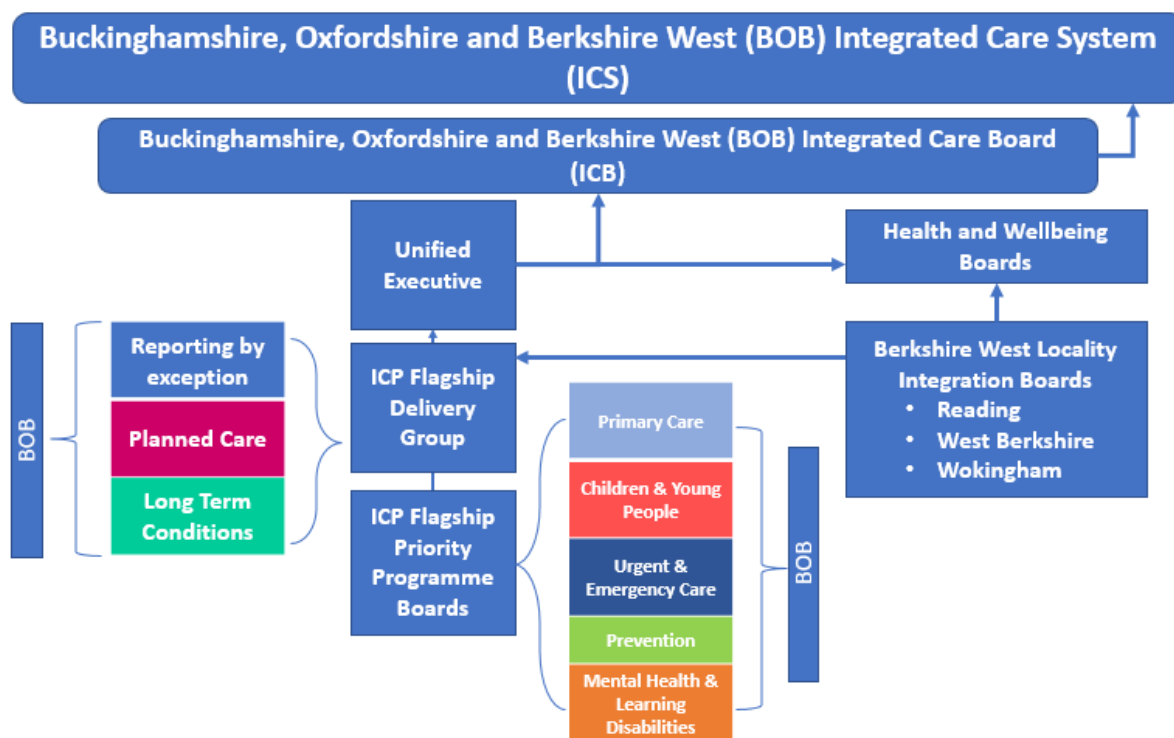 Buckinghamshire, Oxfordshire and Berkshire West (BOB) Integrated Care System
(ICS)
Buckinghamshire, Oxfordshire and Berkshire West (BOB) Integrated Care Board
(ICB)
Unified
Executive
Health and Wellbeing
Boards
BOB
Reporting by
exception
Planned Care
Long Term
Conditions
ICP Flagship
Delivery
Group
ICP Flagship
Priority
Programme
Boards
Primary Care
Children & Young
People
Urgent &
Emergency Care
Prevention
Mental Health &
Learning
Disabilities
BOB
Berkshire West Locality
Integration Boards
• Reading
• West Berkshire
• Wokingham